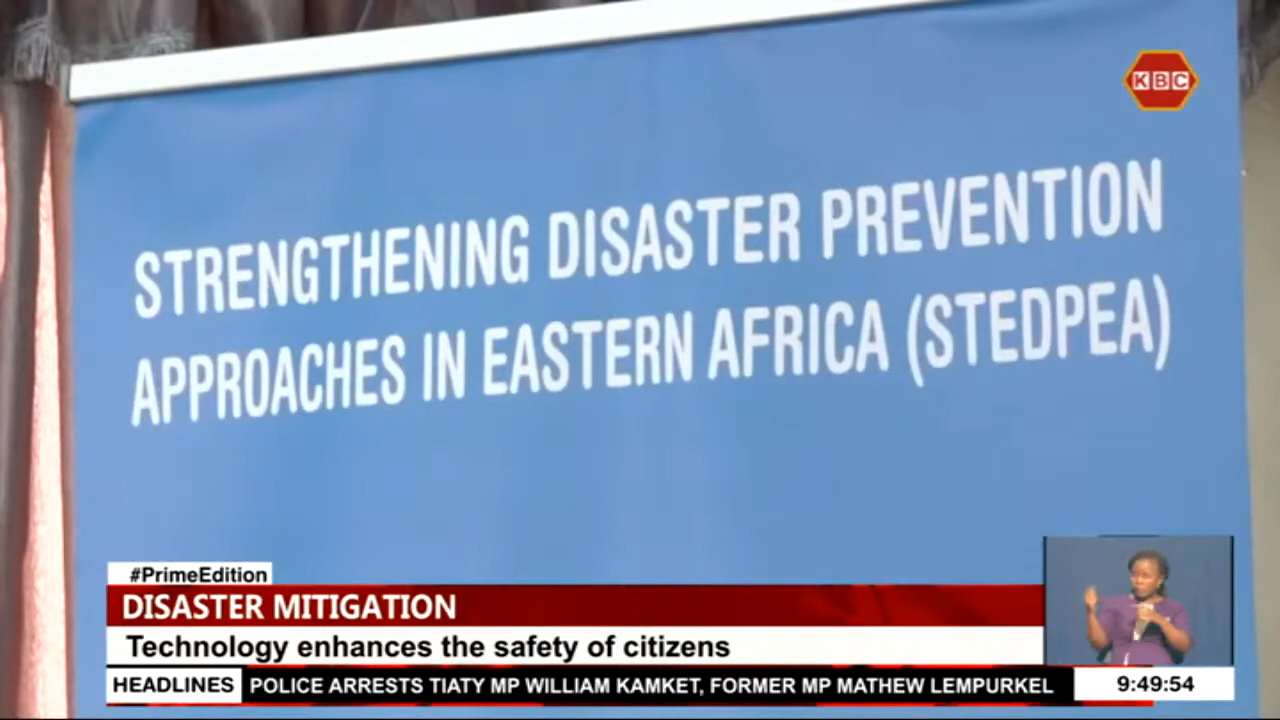 KBC
STRENGTHENING DISASTER PREVENTION
APPROACHES IN EASTERN AFRICA (STEDPEA)
#PrimeEdition
DISASTER MITIGATION
Technology enhances the safety of citizens
HEADLINES POLICE ARRESTS TIATY MP WILLIAM KAMKET, FORMER MP MATHEW LEMPURKEL 9:49:54